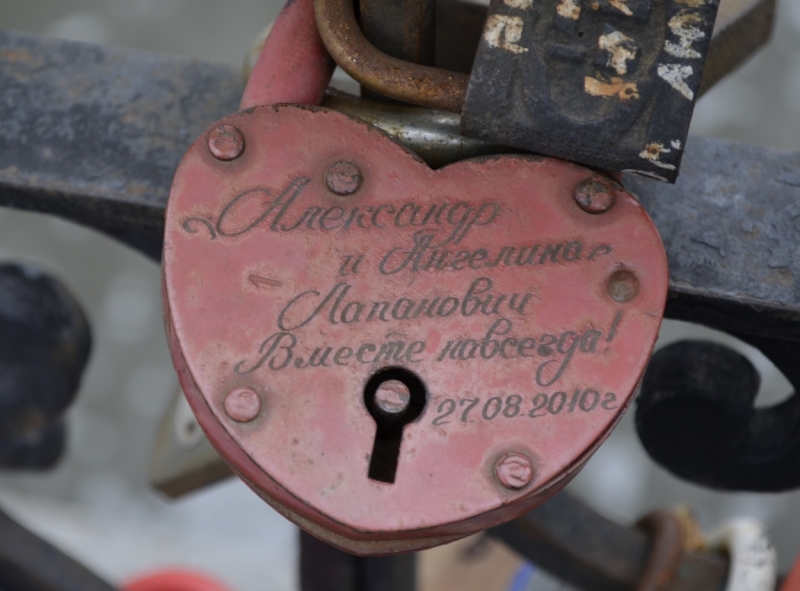 Александр
и Ангелина
Лапанович
Вместе навсегда!
27.08.2010г